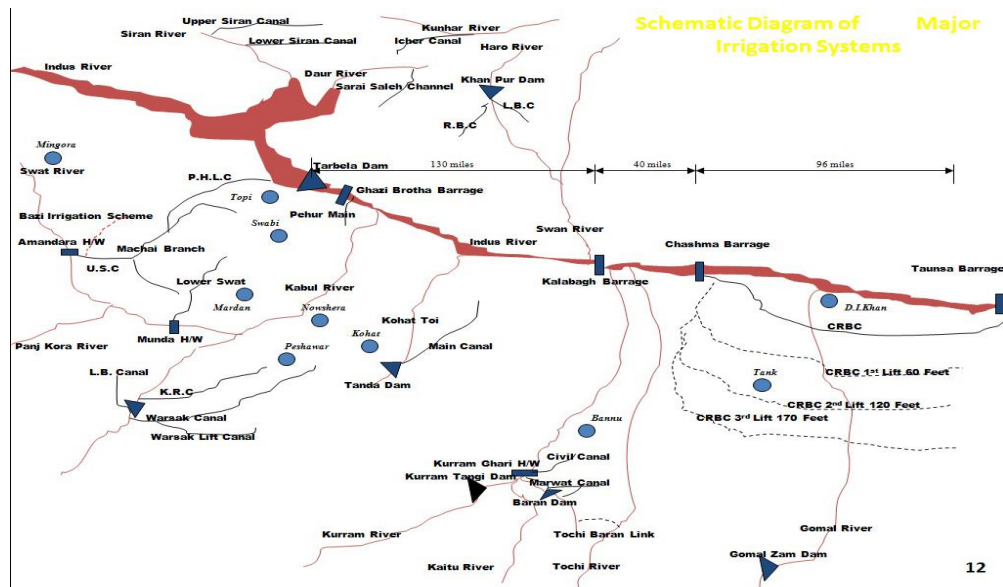 Schematic Diagram of Major
Irrigation Systems
Upper Siran Canal
Siran River
Lower Siran Canal
Kunhar River
Icher Canal
Haro River
Indus River
Daur River
Sarai Saleh Channel
Khan Pur Dam
L.B.C
R.B.C
Mingora
Swat River
Tarbela Dam
130 miles
40 miles
96 miles
P.H.L.C
Topi
Ghazi Brotha Barrage
Pehur Main
Bazi Irrigation Scheme
Swabi
Swan River
Amandara H/W
Machai Branch
Indus River
Chashma Barrage
U.S.C
Lower Swat
Kabul River
Kalabagh Barrage
Taunsa Barrage
Mardan
Nowshera
Kohat Toi
D.I.Khan
Munda H/W
Kohat
Main Canal
CRBC
Panj Kora River
Peshawar
L.B. Canal
Tanda Dam
Tank
CRBC 1st Lift 60 Feet
K.R.C
CRBC 2nd Lift 120 Feet
Warsak Canal
CRBC 3rd Lift 170 Feet
Warsak Lift Canal
Bannu
Civil Canal
Kurram Ghari H/W
Kurram Tangi Dam
Marwat Canal
Baran Dam
Kurram River
Tochi Baran Link
Gomal River
Gomal Zam Dam
Kaitu River
Tochi River
12